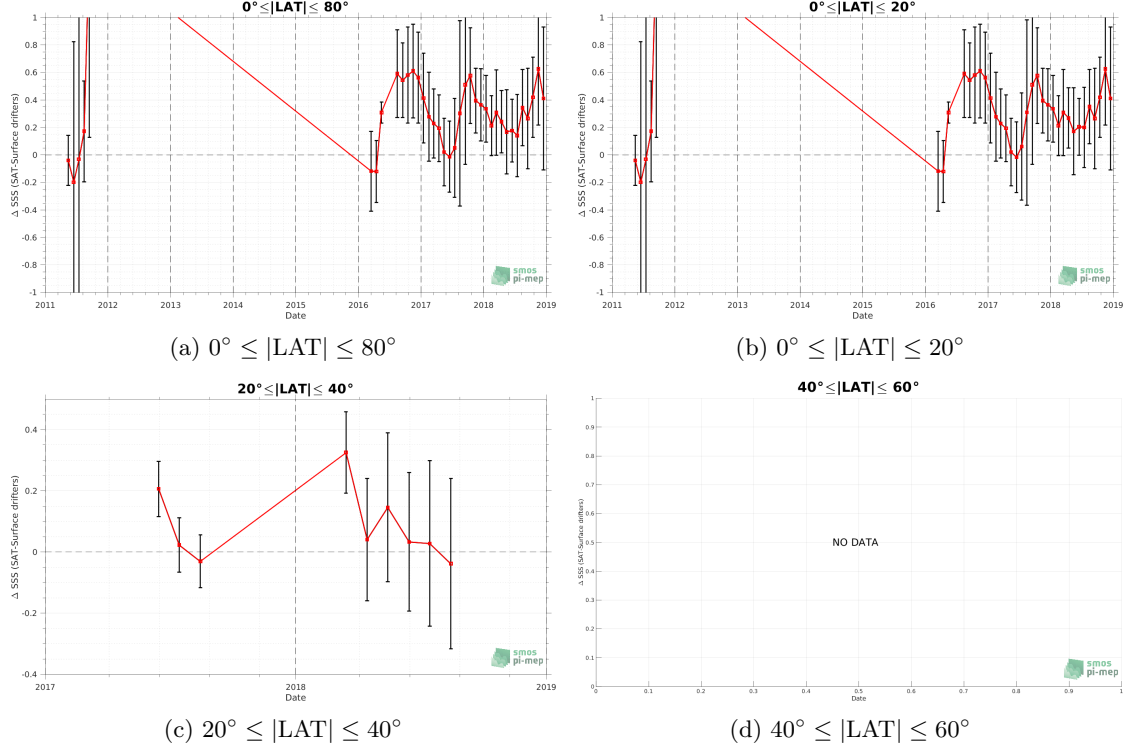 0°≤|LAT|≤ 80°
1
0.8
0.6
0.4
0.2
0
-0.2
-0.4
-0.6
-0.8
-1
Δ SSS (SAT-Surface drifters)
2011 2012 2013 2014 2015 2016 2017 2018 2019
Date
smos
pi-mep
(a) 0° ≤ |LAT| ≤ 80°
0°≤|LAT|≤ 20°
1
0.8
0.6
0.4
0.2
0
-0.2
-0.4
-0.6
-0.8
-1
Δ SSS (SAT-Surface drifters)
2011 2012 2013 2014 2015 2016 2017 2018 2019
Date
smos
pi-mep
(b) 0° ≤ |LAT| ≤ 20°
20°≤|LAT|≤ 40°
0.4
0.2
0
-0.2
-0.4
Δ SSS (SAT-Surface drifters)
2017 2018 2019
Date
smos
pi-mep
(c) 20° ≤ |LAT| ≤ 40°
40°≤|LAT|≤ 60°
1
0.9
0.8
0.7
0.6
0.5
0.4
0.3
0.2
0.1
0
Δ SSS (SAT-Surface drifters)
NO DATA
0 0.1 0.2 0.3 0.4 0.5 0.6 0.7 0.8 0.9 1
Date
smos
pi-mep
(d) 40° ≤ |LAT| ≤ 60°